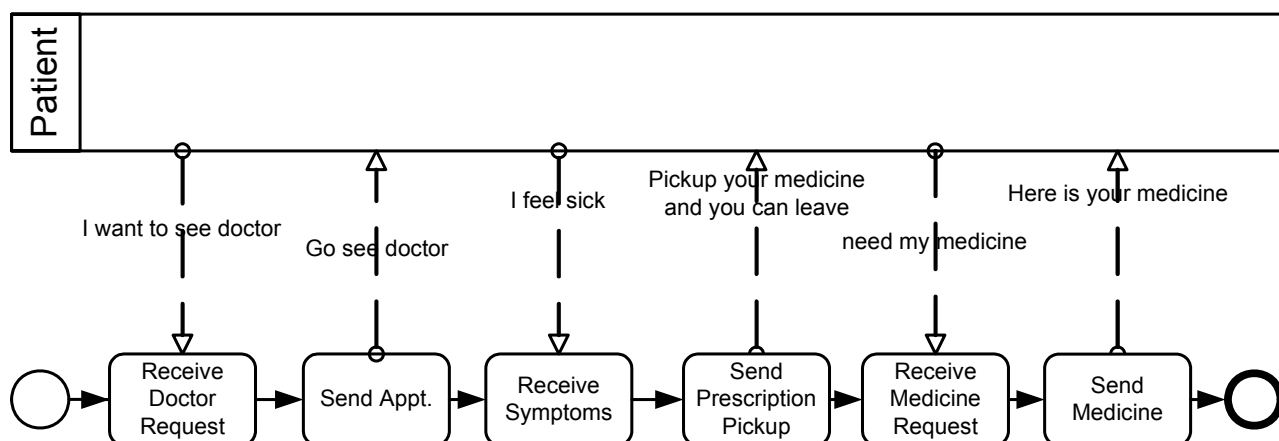 Patient
I want to see doctor
Go see doctor
I feel sick
Pickup your medicine
and you can leave
need my medicine
Here is your medicine
Receive
Doctor
Request
Send Appt.
Receive
Symptoms
Send
Prescription
Pickup
Receive
Medicine
Request
Send
Medicine